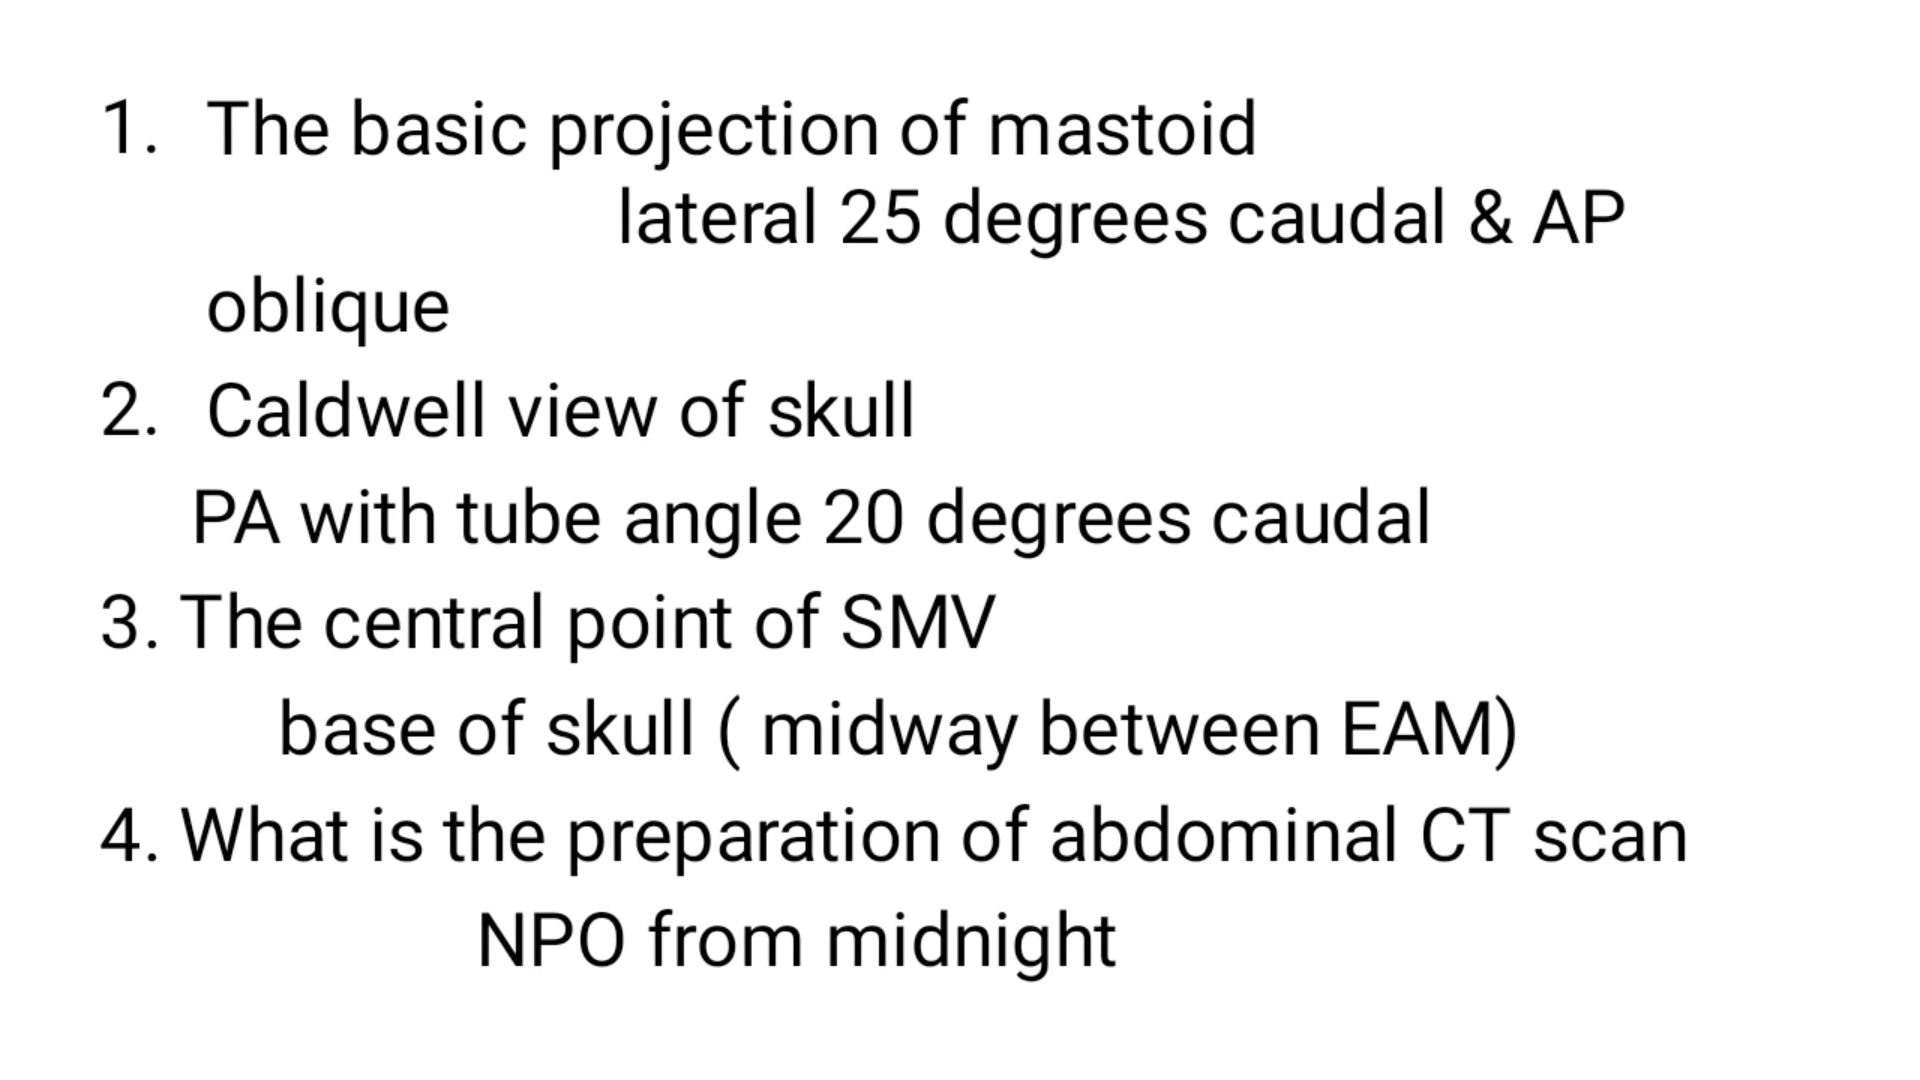 1. The basic projection of mastoid
lateral 25 degrees caudal & AP
oblique
2. Caldwell view of skull
PA with tube angle 20 degrees caudal
3. The central point of SMV
base of skull ( midway between EAM)
4. What is the preparation of abdominal CT scan
NPO from midnight